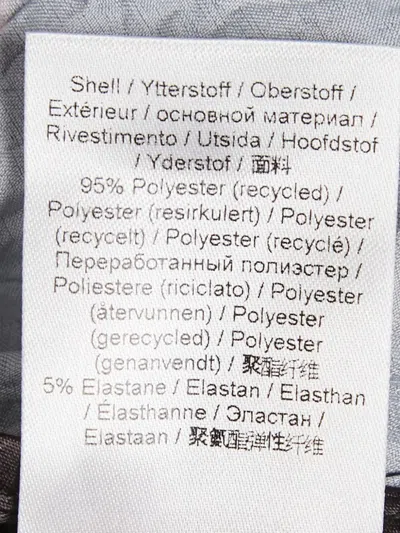 Shell / Ytterstoff / Oberstoff /
Extérieur / основной материал /
Rivestimento / Utsida / Hoofdstof
/ Yderstof / 面料
95% Polyester (recycled) /
Polyester (resirkulert) / Polyester
(recycelt) / Polyester (recyclé) /
Переработанный полиэстер /
Poliestere (riciclato) / Polyester
(återvunnen) / Polyester
(gerecycled) / Polyester
(genanvendt) / 聚酯纤维
5% Elastane / Elastan / Elasthan
/ Élasthanne / Эластан /
Elastaan / 聚氨酯弹性纤维